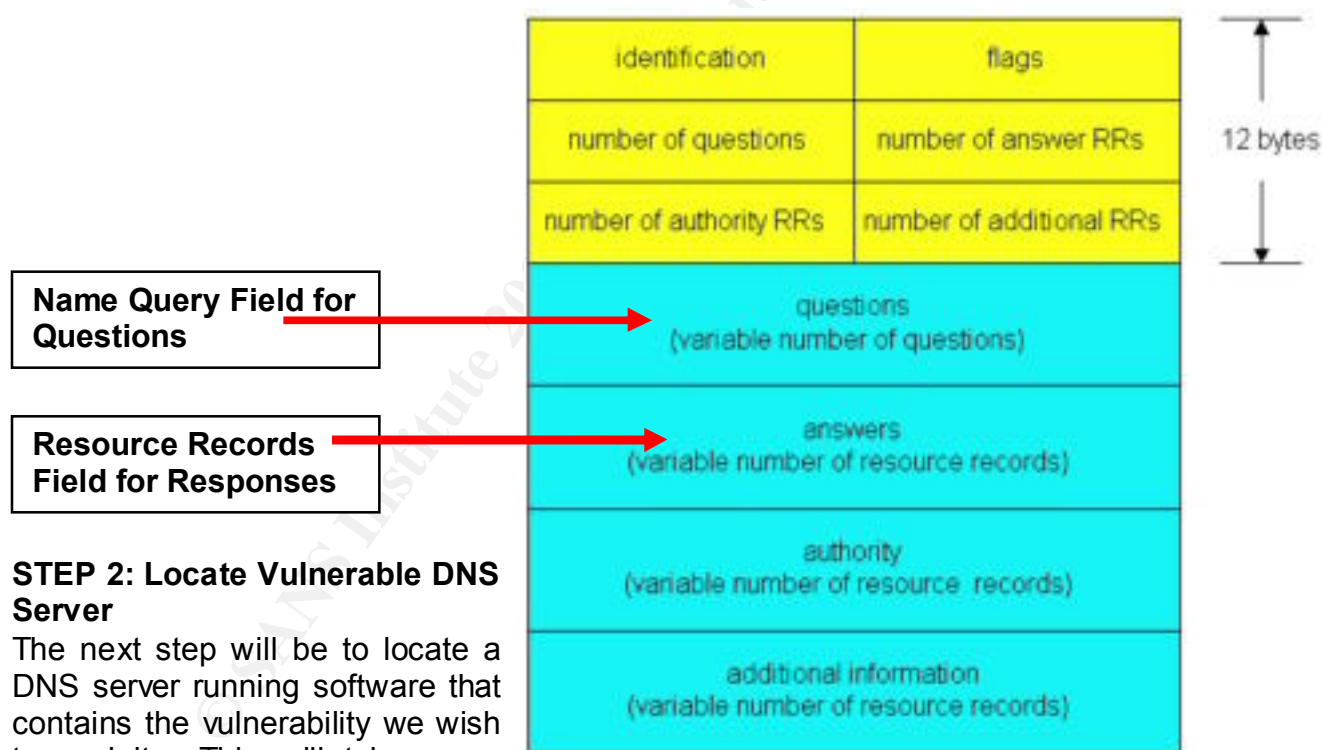 identification flags
number of questions number of answer RRs
12 bytes
number of authority RRs number of additional RRs
Name Query Field for
Questions
questions
(variable number of questions)
Resource Records
Field for Responses
answers
(variable number of resource records)
authority
(variable number of resource records)
additional information
(variable number of resource records)
STEP 2: Locate Vulnerable DNS
Server
The next step will be to locate a
DNS server running software that
contains the vulnerability we wish
© SANS Institute 20